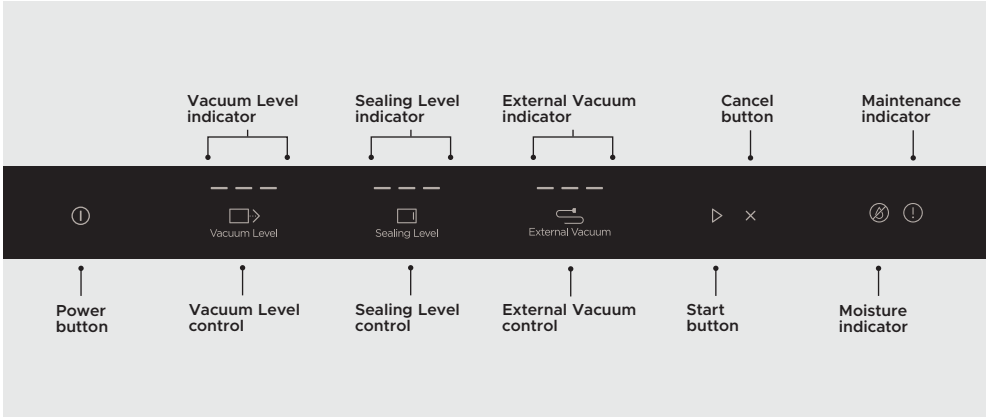 Vacuum Level
indicator
Sealing Level
indicator
External Vacuum
indicator
Cancel
button
Maintenance
indicator
Vacuum Level
Sealing Level
External Vacuum
Power
button
Vacuum Level
control
Sealing Level
control
External Vacuum
control
Start
button
Moisture
indicator